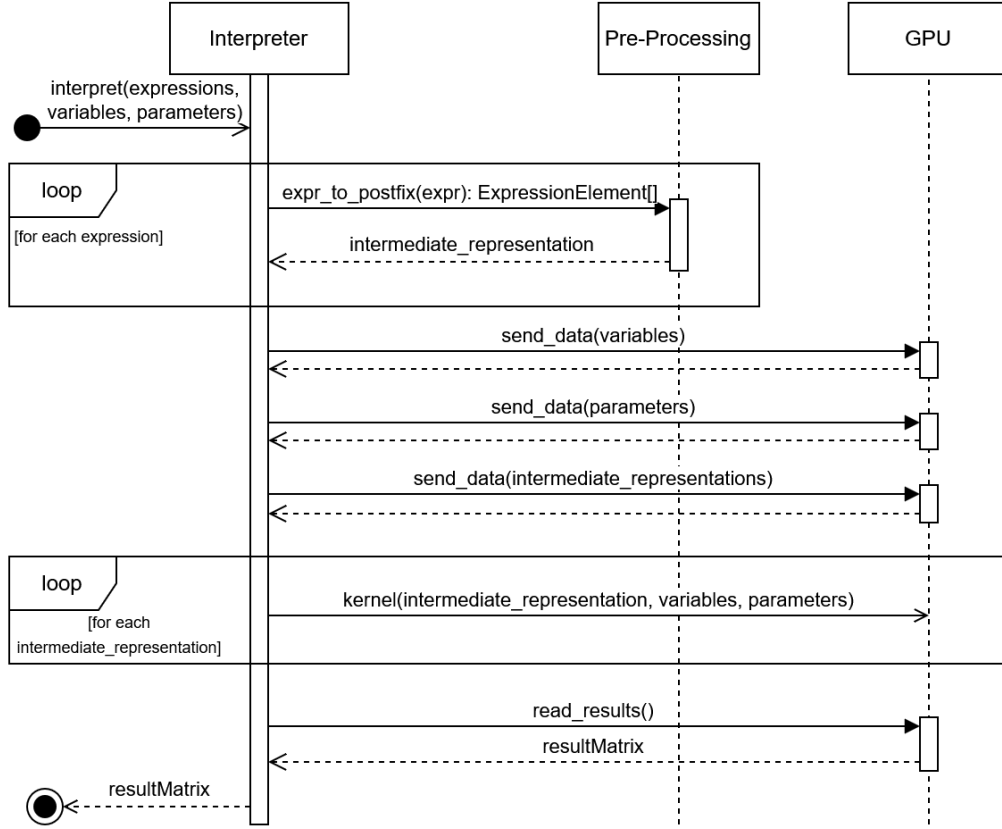 Interpreter
Pre-Processing
GPU
interpret(expressions,
variables, parameters)
loop
[for each expression]
expr_to_postfix(expr): ExpressionElement[]
intermediate_representation
send_data(variables)
send_data(parameters)
send_data(intermediate_representations)
loop
[for each
intermediate_representation]
kernel(intermediate_representation, variables, parameters)
read_results()
resultMatrix
resultMatrix